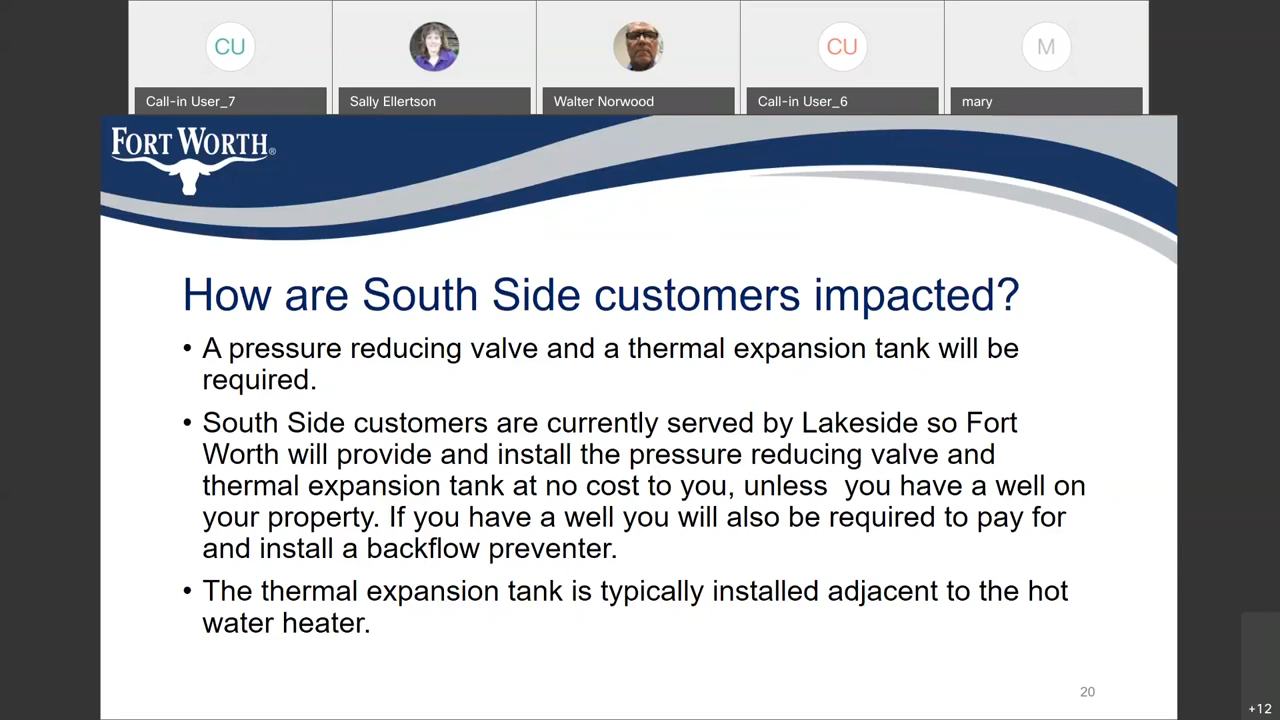 CU
CU
M
Call-in User_7
Sally Ellertson
Walter Norwood
Call-in User_6
mary
FORT WORTH®
How are South Side customers impacted?
• A pressure reducing valve and a thermal expansion tank will be
required.
• South Side customers are currently served by Lakeside so Fort
Worth will provide and install the pressure reducing valve and
thermal expansion tank at no cost to you, unless  you have a well on
your property. If you have a well you will also be required to pay for
and install a backflow preventer.
• The thermal expansion tank is typically installed adjacent to the hot
water heater.
20
+12